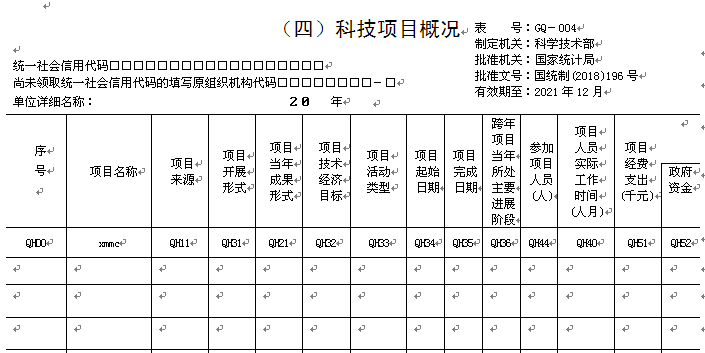 （四）科技项目概况
表　　号：GQ－004
制定机关：科学技术部
批准机关：国家统计局
批准文号：国统制(2018)196号
有效期至：2021年12月
统一社会信用代码□□□□□□□□□□□□□□□□□□
尚未领取统一社会信用代码的填写原组织机构代码□□□□□□□□－□
单位详细名称：
20　年
序号
项目名称
项目来源
项目开展形式
项目当年成果形式
项目技术经济目标
项目活动类型
项目起始日期
项目完成日期
跨年项目当年所处主要进展阶段
参加项目人员(人)
项目人员实际工作时间(人月)
项目经费支出(千元)
政府资金
QHDO xmmc QH11 QH31 QH21 QH32 QH33 QH34 QH35 QH36 QH44 QH40 QH51 QH52